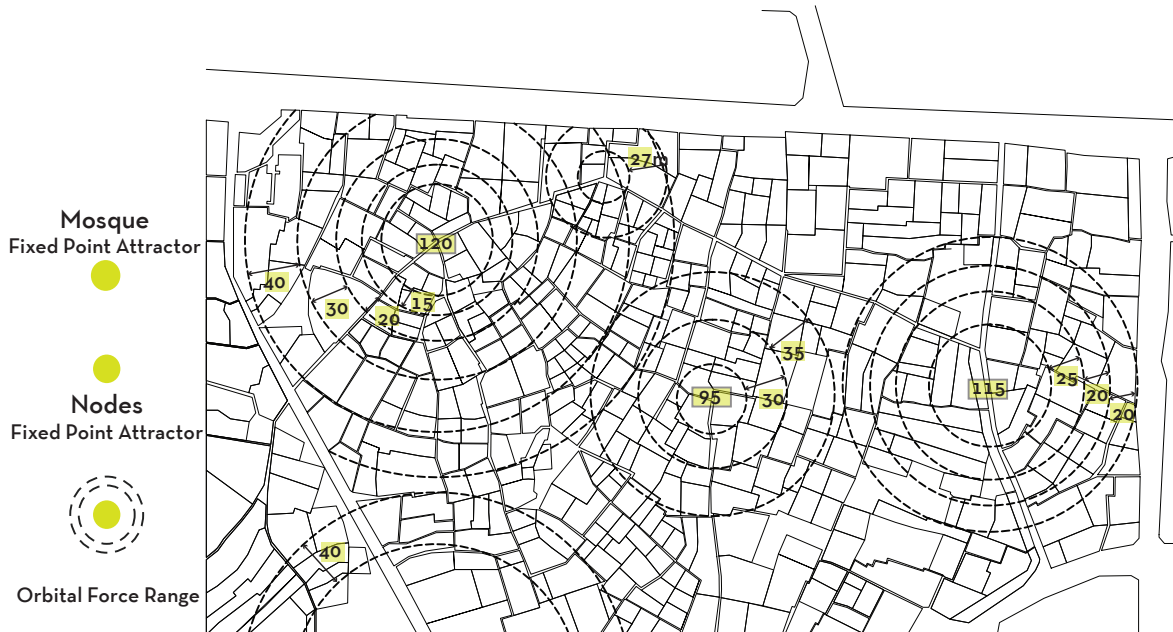 Mosque
Fixed Point Attractor
Nodes
Fixed Point Attractor
Orbital Force Range
27m
120
40
30
15
20
35
95
30
115
25
20
20
40